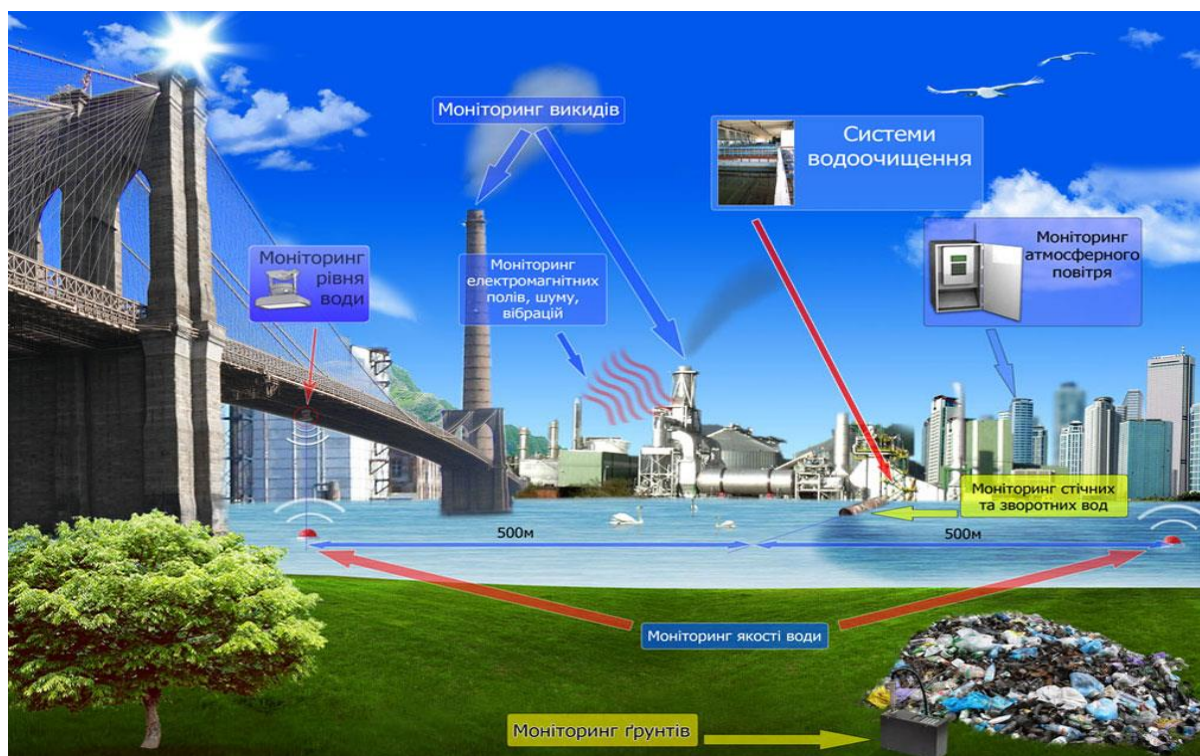 Моніторинг викидів
Системи
водоочищення
Моніторинг
атмосферного
повітря
Моніторинг
рівня
води
Моніторинг
електромагнітних
полів, шуму,
вібрацій
Моніторинг стічних
та зворотних вод
500м
500м
Моніторинг якості води
Моніторинг ґрунтів